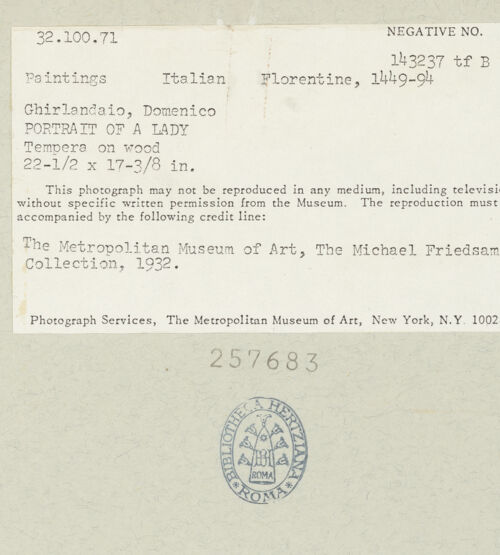 32.100.71
NEGATIVE NO.
143237 tf B
Paintings Italian Florentine, 1449-94
Ghirlandaio, Domenico
PORTRAIT OF A LADY
Tempera on wood
22-1/2 x 17-3/8 in.
This photograph may not be reproduced in any medium, including televisi
without specific written permission from the Museum. The reproduction must
accompanied by the following credit line:
The Metropolitan Museum of Art, The Michael Friedsam
Collection, 1932.
Photograph Services, The Metropolitan Museum of Art, New York, N.Y. 1002
257683
BIBLIOTHECA HERTZIANA
ROMA
ROMA